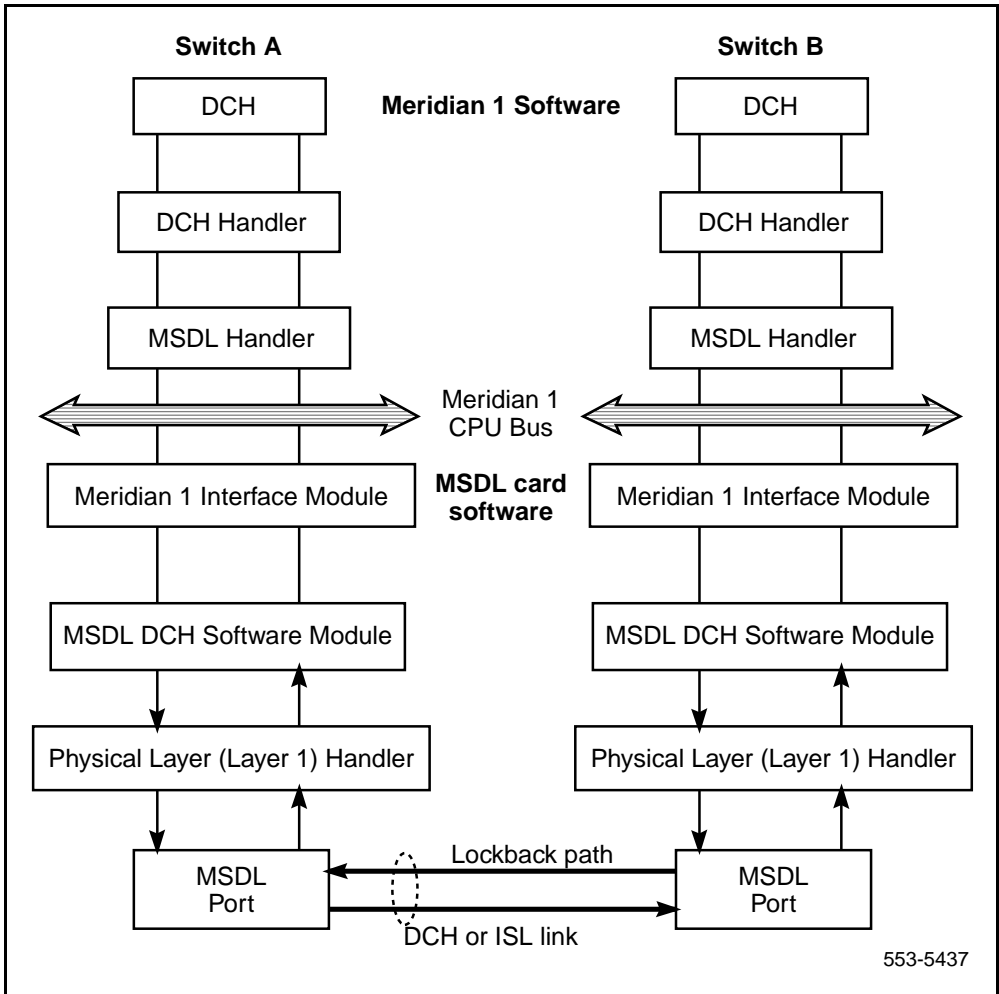 Switch A
Switch B
DCH
Meridian 1 Software
DCH
DCH Handler
DCH Handler
MSDL Handler
MSDL Handler
Meridian 1
CPU Bus
Meridian 1 Interface Module
MSDL card
software
Meridian 1 Interface Module
MSDL DCH Software Module
MSDL DCH Software Module
Physical Layer (Layer 1) Handler
Physical Layer (Layer 1) Handler
MSDL
Port
Lockback path
DCH or ISL link
MSDL
Port
553-5437